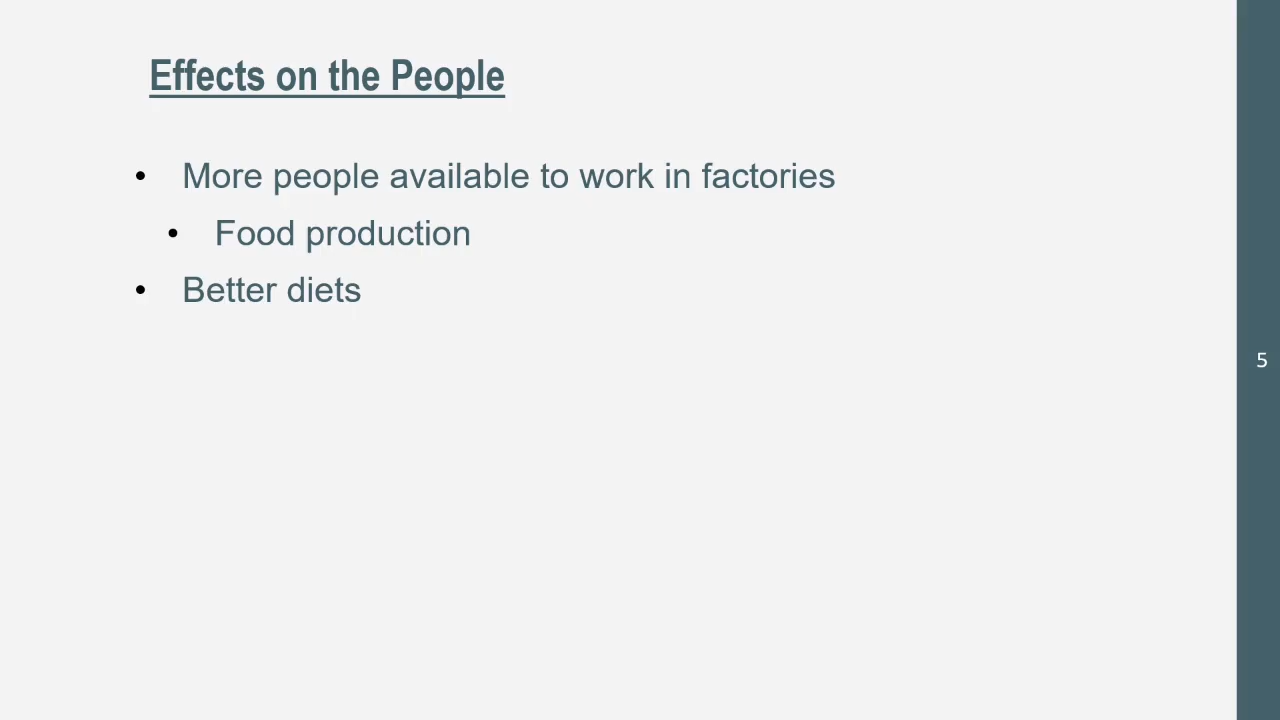 Effects on the People
• More people available to work in factories
• Food production
• Better diets
5